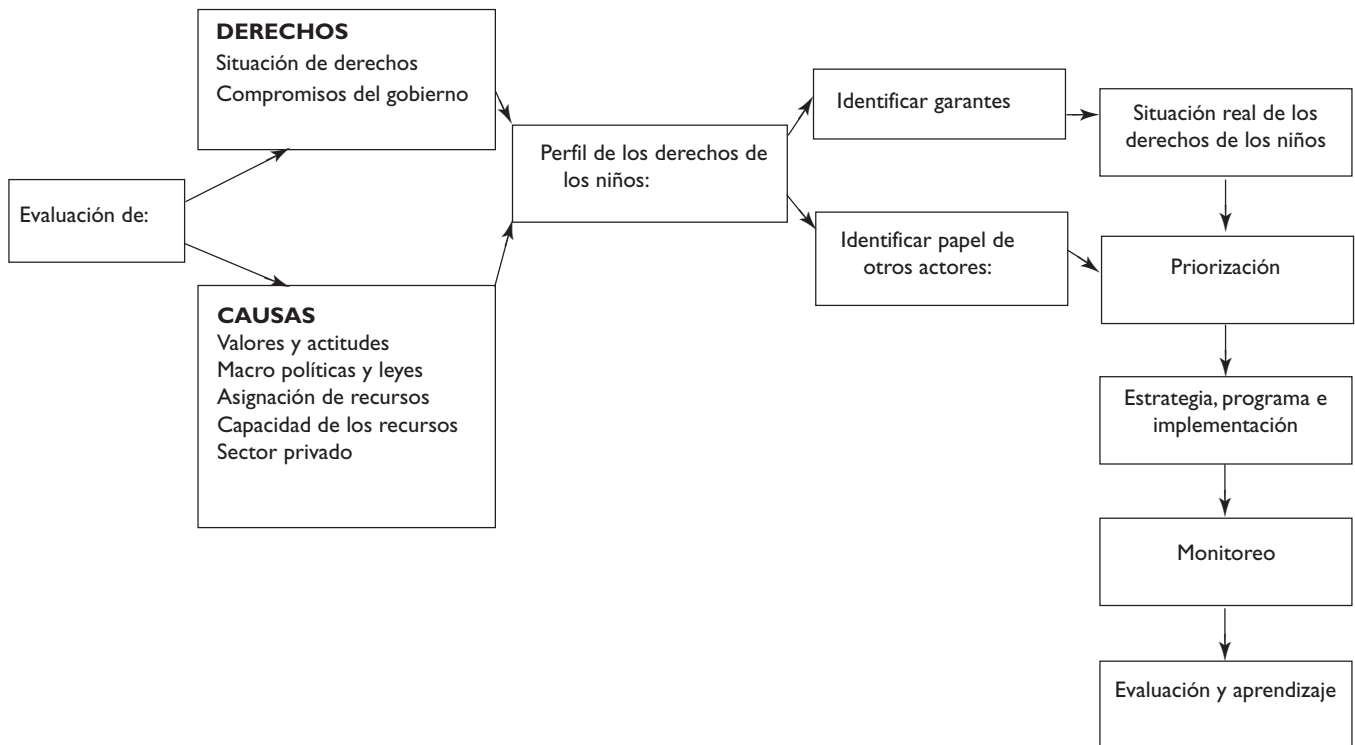 Evaluación de:
DERECHOS
Situación de derechos
Compromisos del gobierno
CAUSAS
Valores y actitudes
Macro políticas y leyes
Asignación de recursos
Capacidad de los recursos
Sector privado
Perfil de los derechos de
los niños:
Identificar garantes
Identificar papel de
otros actores:
Situación real de los
derechos de los niños
Priorización
Estrategia, programa e
implementación
Monitoreo
Evaluación y aprendizaje